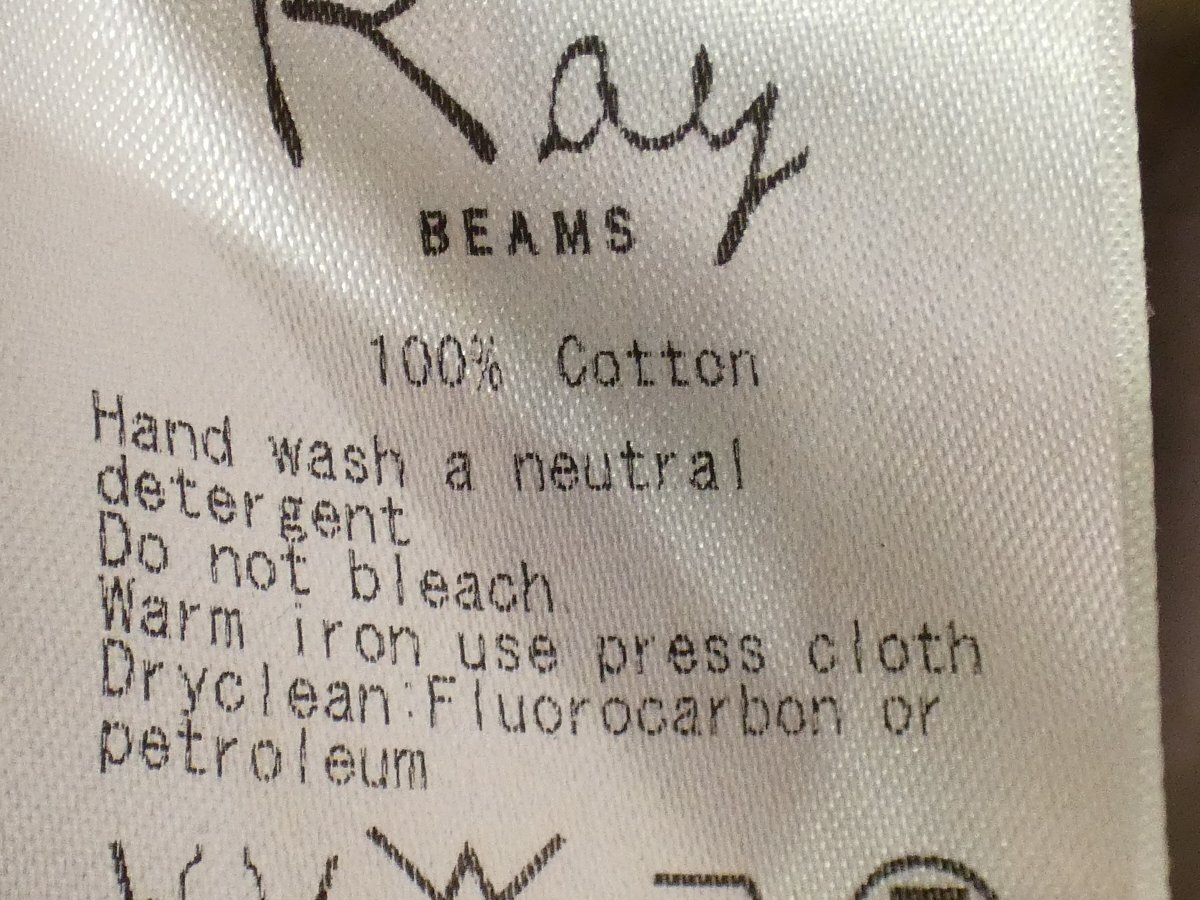 Ray
BEAMS
100% Cotton
Hand wash a neutral
detergent
Do not bleach
Warm iron use press cloth
Dryclean:Fluorocarbon or
petroleum